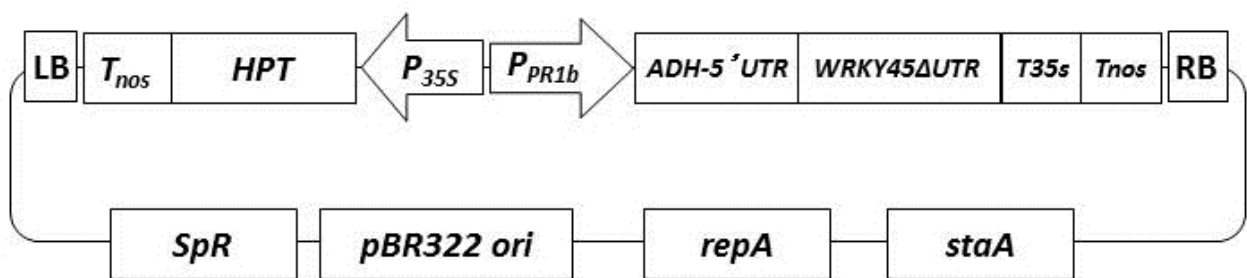 LB Tnos HPT P35S PPR1b ADH-5´UTR WRKY45ΔUTR T35s Tnos RB
SpR pBR322 ori repA staA